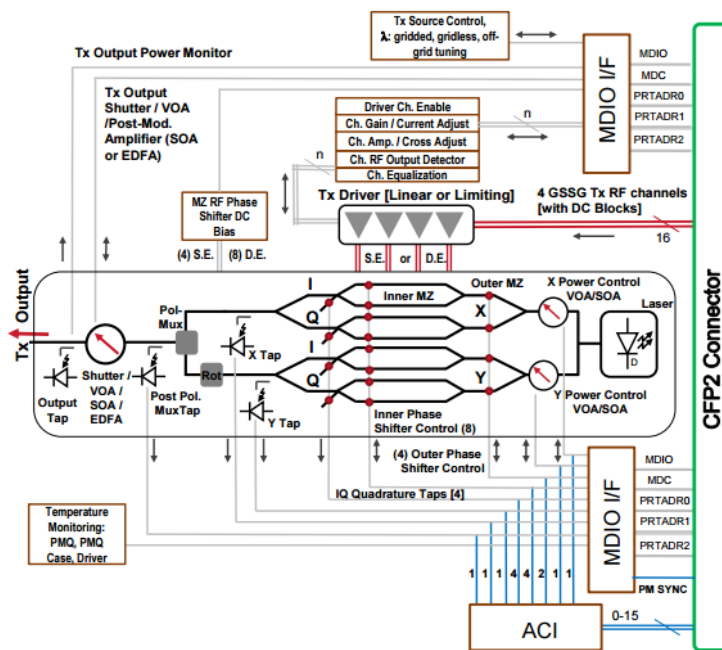 Tx Source Control,
λ: gridded, gridless, off-
grid tuning
Tx Output Power Monitor
MDIO I/F
MDIO
MDC
PRTADR0
PRTADR1
PRTADR2
Tx Output
Shutter / VOA
/Post-Mod.
Amplifier (SOA
or EDFA)
Driver Ch. Enable
Ch. Gain / Current Adjust
Ch. Amp. / Cross Adjust
Ch. RF Output Detector
Ch. Equalization
n
n
Tx Driver [Linear or Limiting]
4 GSSG Tx RF channels
[with DC Blocks]
16
MZ RF Phase
Shifter DC
Bias
(4) S.E. (8) D.E.
S.E. or D.E.
CFP2 Connector
Tx Output
Pol-
Mux
I
Q
I
Q
Inner MZ
Outer MZ
X
Y
X Power Control
VOA/SOA
Laser
D
X Tap
Rot
Y Tap
Output
Tap
Shutter /
VOA /
SOA /
EDFA
Post Pol.
MuxTap
Y Power Control
VOA/SOA
Inner Phase
Shifter Control (8)
(4) Outer Phase
Shifter Control
IQ Quadrature Taps [4]
MDIO I/F
MDIO
MDC
PRTADR0
PRTADR1
PRTADR2
PM SYNC
Temperature
Monitoring:
PMQ, PMQ
Case, Driver
1 1 1 4 4 2 1 1
ACI
0-15